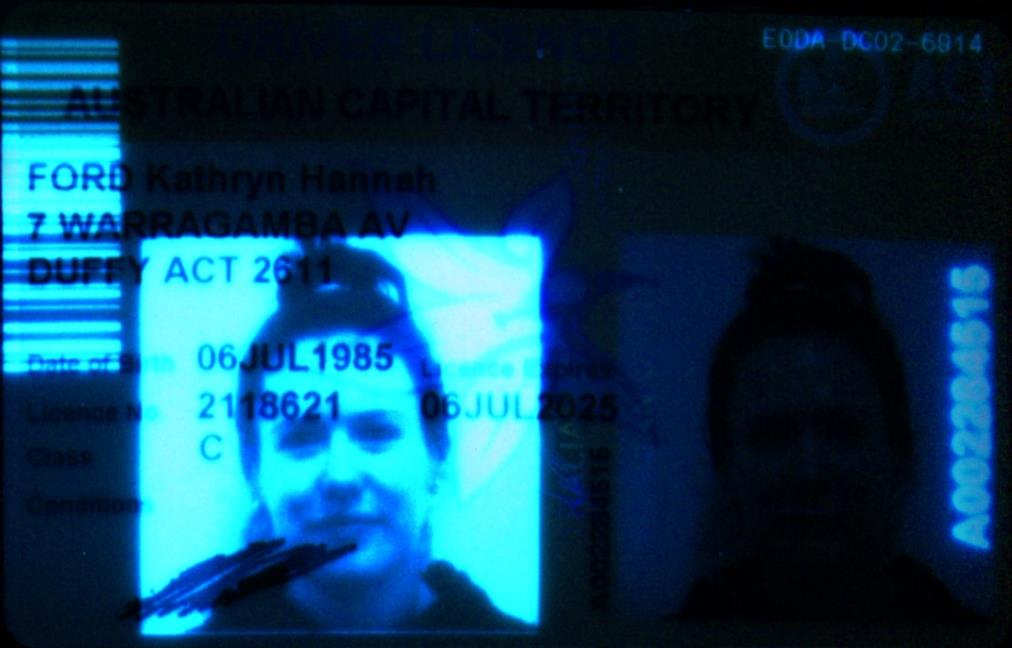 DRIVER LICENCE
E0DA-DC02-6914
AUSTRALIAN CAPITAL TERRITORY
ACT
FORD Kathryn Hannah
7 WARRAGAMBA AV
DUFFY ACT 2611
Date of Birth 06JUL1985 Licence Expires
Licence No. 2118621 06JUL2025
Class C
Conditions
A002284515
A002284515